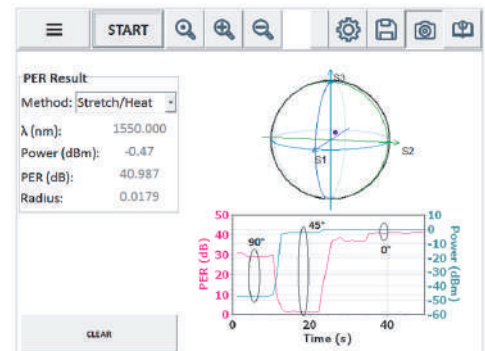 START
PER Result
Method: Stretch/Heat
λ (nm): 1550.000
Power (dBm): -0.47
PER (dB): 40.987
Radius: 0.0179
CLEAR
S3
S2
S1
50
40
30
20
10
0
PER (dB)
90°
45°
0°
10
0
-10
-20
-30
-40
-50
-60
Power (dBm)
0 20 40
Time (s)